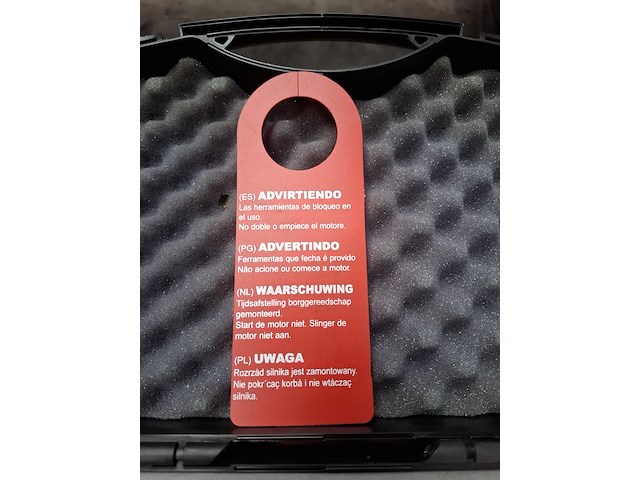 (ES) ADVIRTIENDO
Las herramientas de bloqueo en
el uso.
No doble o empiece el motore.
(PG) ADVERTINDO
Ferramentas que fecha é provido
Não acione ou comece a motor.
(NL) WAARSCHUWING
Tijdsafstelling borggereedschap
gemonteerd.
Start de motor niet. Slinger de
motor niet aan.
(PL) UWAGA
Rozrzád silnika jest zamontowany.
Nie pokr´caç korbà i nie wtàczaç
silnika.